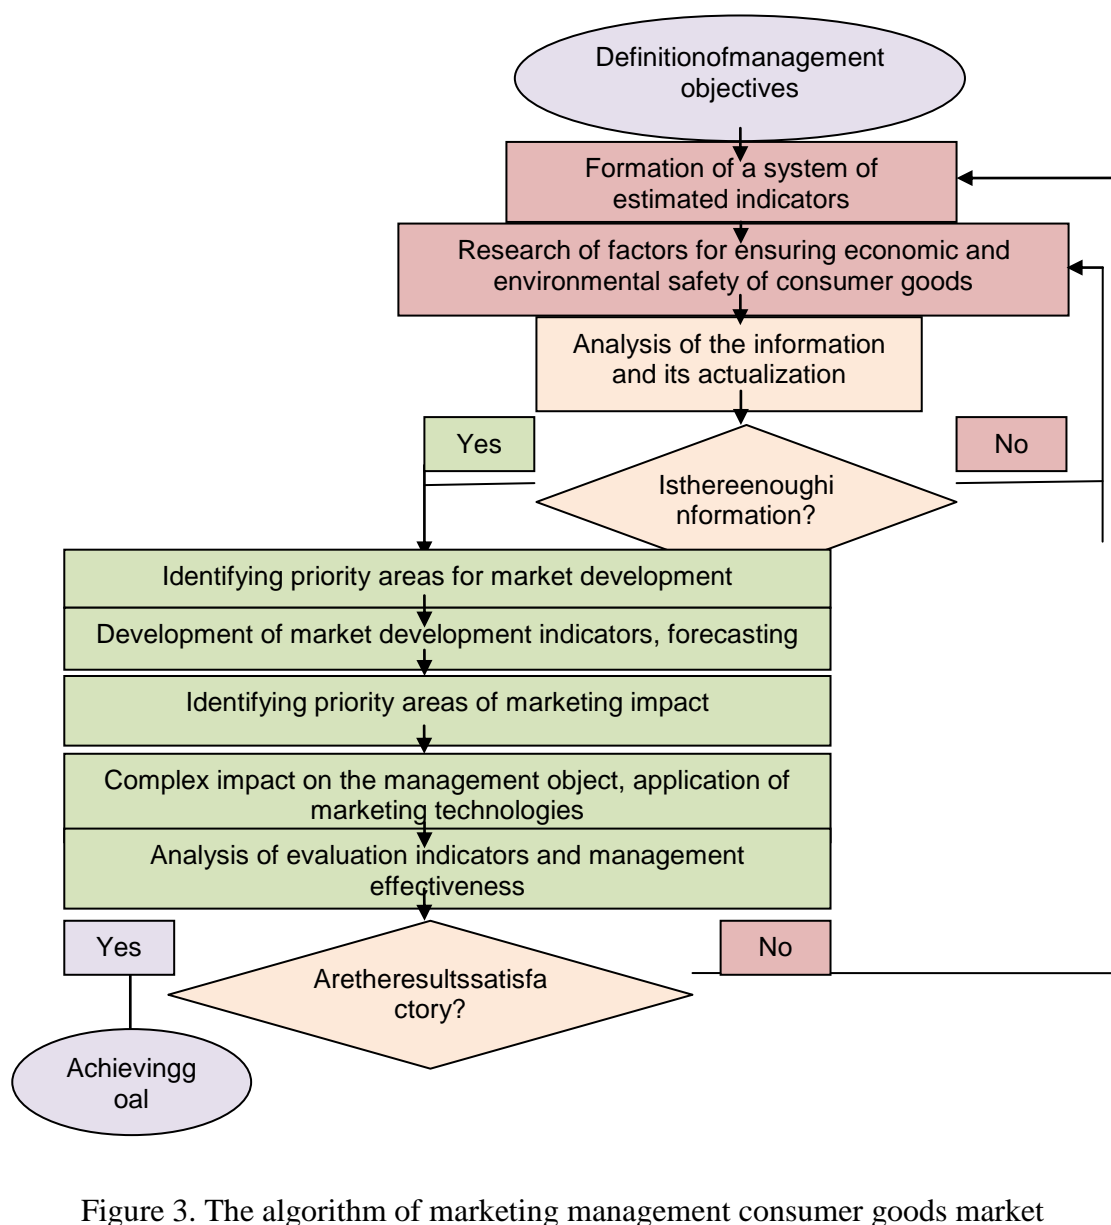 Definitionofmanagement
objectives
Formation of a system of
estimated indicators
Research of factors for ensuring economic and
environmental safety of consumer goods
Analysis of the information
and its actualization
Yes
No
Isthereenoughi
nformation?
Identifying priority areas for market development
Development of market development indicators, forecasting
Identifying priority areas of marketing impact
Complex impact on the management object, application of
marketing technologies
Analysis of evaluation indicators and management
effectiveness
Yes
No
Aretheresultssatisfa
ctory?
Achievingg
oal
Figure 3. The algorithm of marketing management consumer goods market